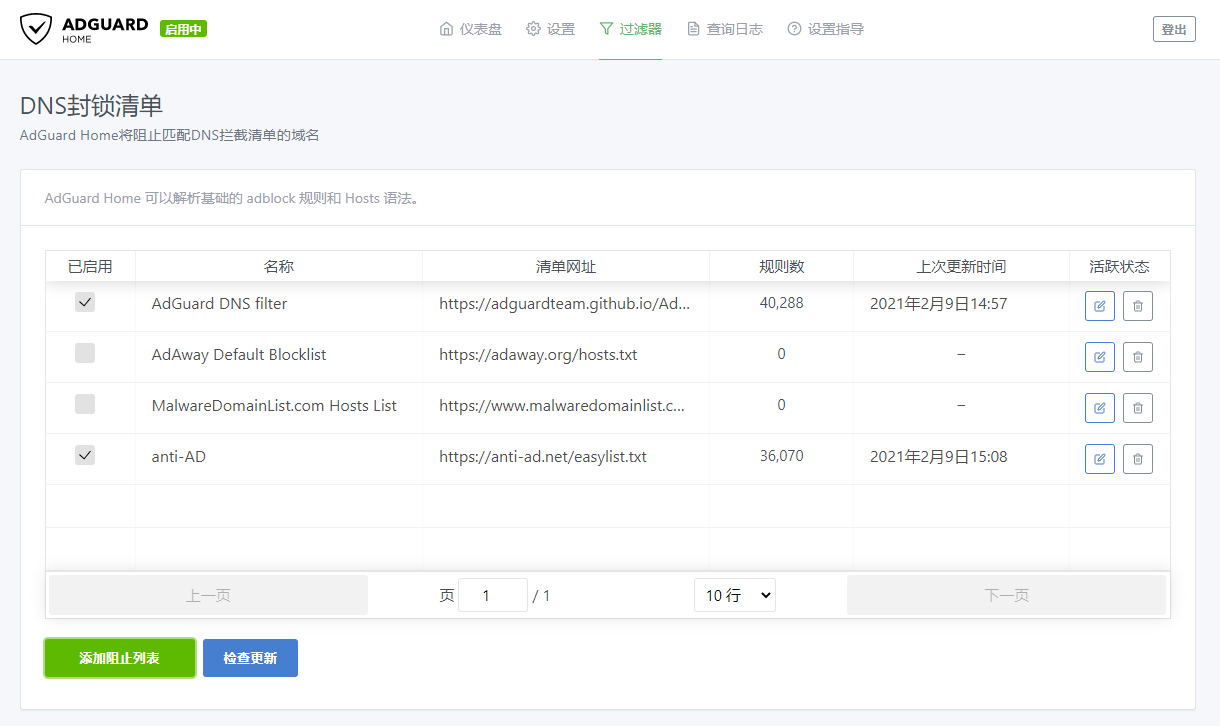 ADGUARD HOME 启用中 仪表盘 设置 过滤器 查询日志 设置指导 登出
DNS封锁清单
AdGuard Home将阻止匹配DNS拦截清单的域名
AdGuard Home 可以解析基础的 adblock 规则和 Hosts 语法。
已启用 名称 清单网址 规则数 上次更新时间 活跃状态
AdGuard DNS filter https://adguardteam.github.io/Ad... 40,288 2021年2月9日14:57
AdAway Default Blocklist https://adaway.org/hosts.txt 0 –
MalwareDomainList.com Hosts List https://www.malwaredomainlist.c... 0 –
anti-AD https://anti-ad.net/easylist.txt 36,070 2021年2月9日15:08
上一页 页 1 / 1 10 行 下一页
添加阻止列表 检查更新